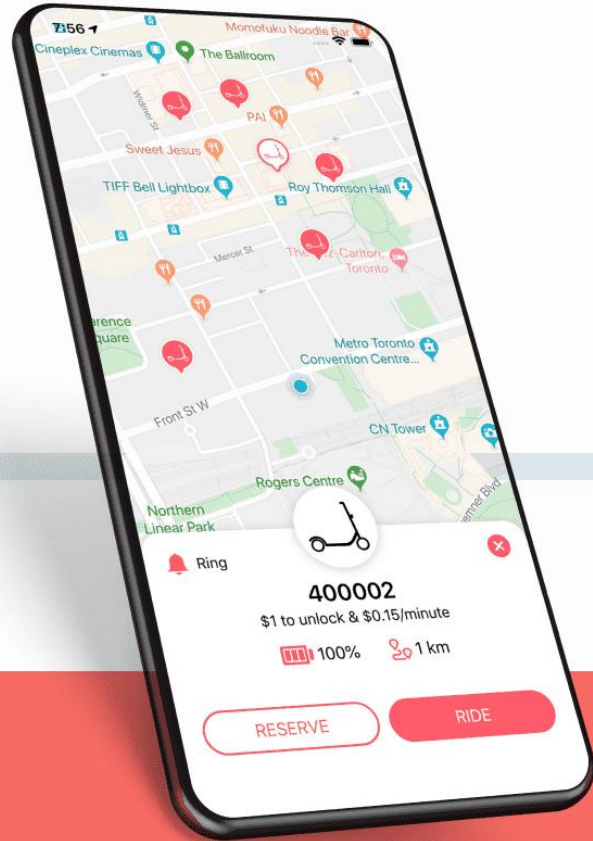 7:56
Momofuku Noodle Bar
Cineplex Cinemas
The Ballroom
Widmer St
PAI
Sweet Jesus
TIFF Bell Lightbox
Roy Thomson Hall
Mercer St
Toronto
Metro Toronto
Convention Centre...
Front St W
CN Tower
Rogers Centre
Northern
Linear Park
Ring
400002
$1 to unlock & $0.15/minute
100%
1 km
RESERVE
RIDE